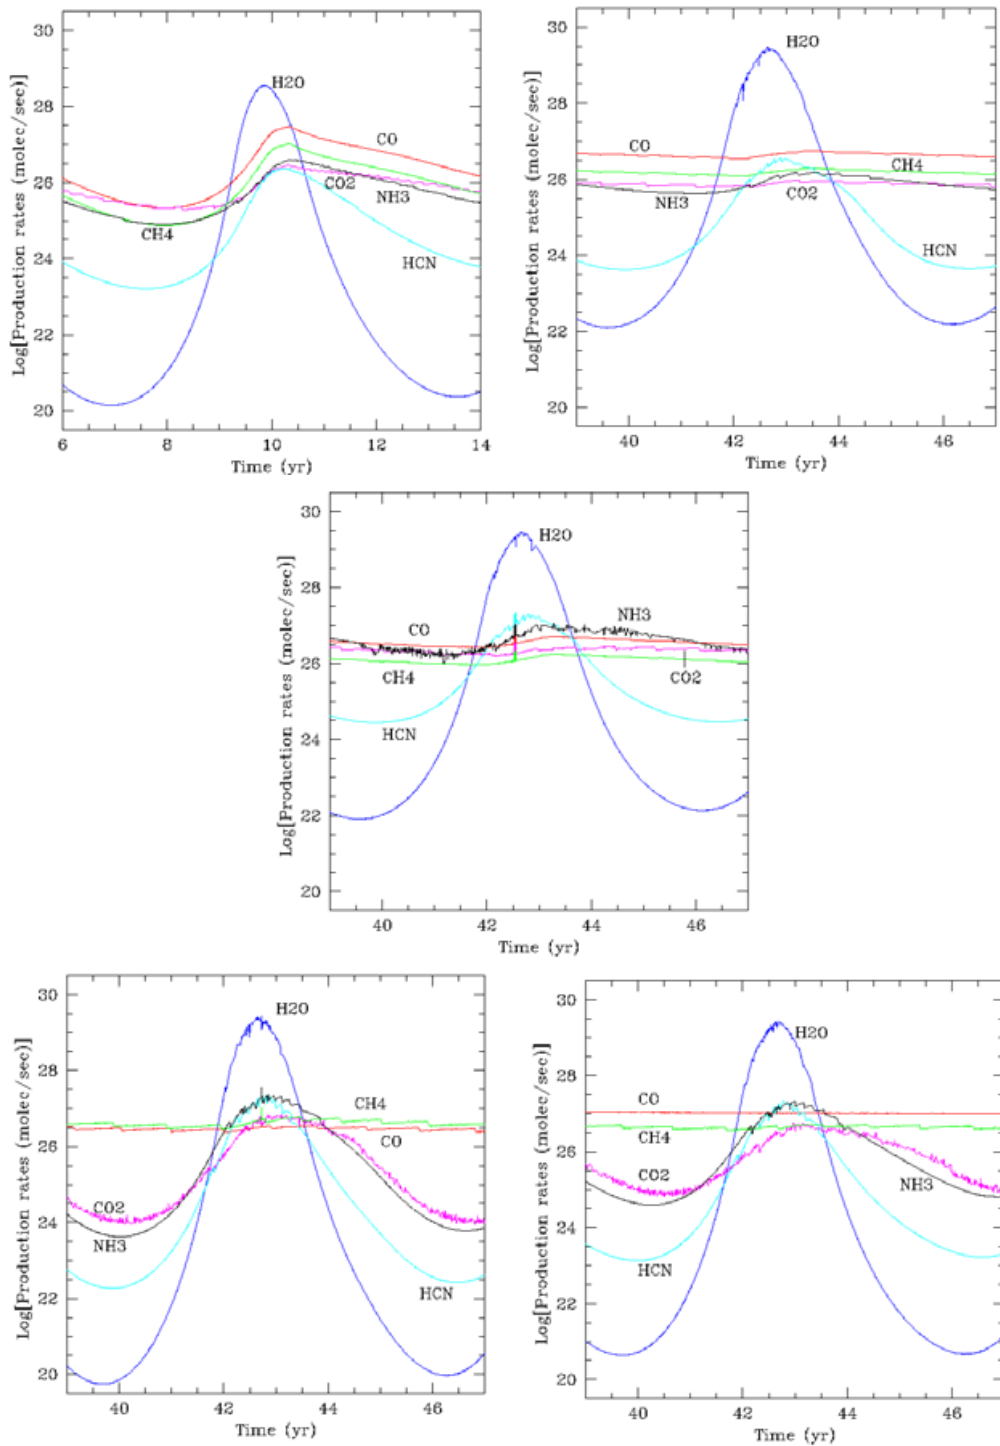 30
28
26
24
22
20
Log[Production rates (molec/sec)]
H2O
CO
CO2
NH3
CH4
HCN
6
8
10
12
14
Time (yr)
30
28
26
24
22
20
Log[Production rates (molec/sec)]
H2O
CO
CH4
CO2
NH3
HCN
40
42
44
46
Time (yr)
30
28
26
24
22
20
Log[Production rates (molec/sec)]
H2O
NH3
CO
CH4
CO2
HCN
40
42
44
46
Time (yr)
30
28
26
24
22
20
Log[Production rates (molec/sec)]
H2O
CH4
CO
CO2
NH3
HCN
40
42
44
46
Time (yr)
30
28
26
24
22
20
Log[Production rates (molec/sec)]
H2O
CO
CH4
CO2
NH3
HCN
40
42
44
46
Time (yr)